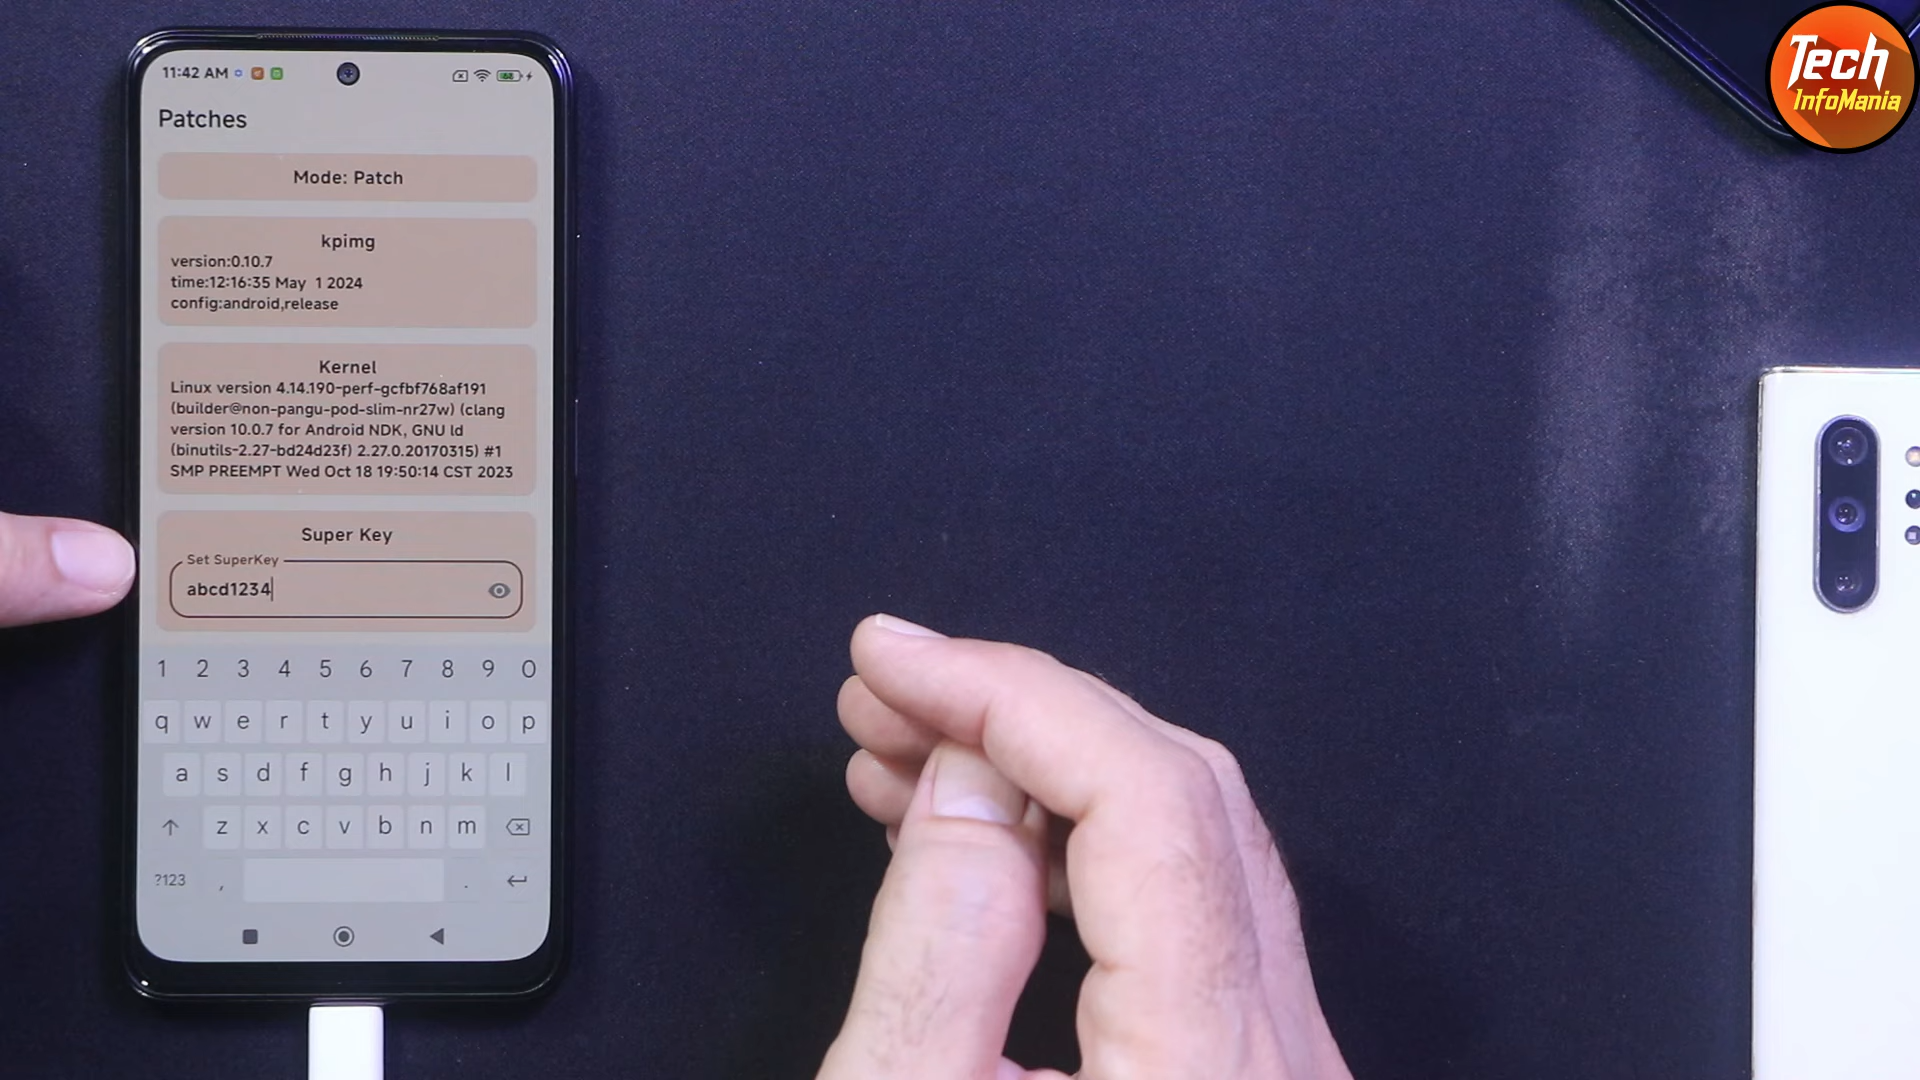 Tech
InfoMania
11:42 AM
Patches
Mode: Patch
kpimg
version:0.10.7
time:12:16:35 May 1 2024
config:android,release
Kernel
Linux version 4.14.190-perf-gcfbf768af191
(builder@non-pangu-pod-slim-nr27w) (clang
version 10.0.7 for Android NDK, GNU ld
(binutils-2.27-bd24d23f) 2.27.0.20170315) #1
SMP PREEMPT Wed Oct 18 19:50:14 CST 2023
Super Key
Set SuperKey
abcd1234
1 2 3 4 5 6 7 8 9 0
q w e r t y u i o p
a s d f g h j k l
z x c v b n m
?123 , .